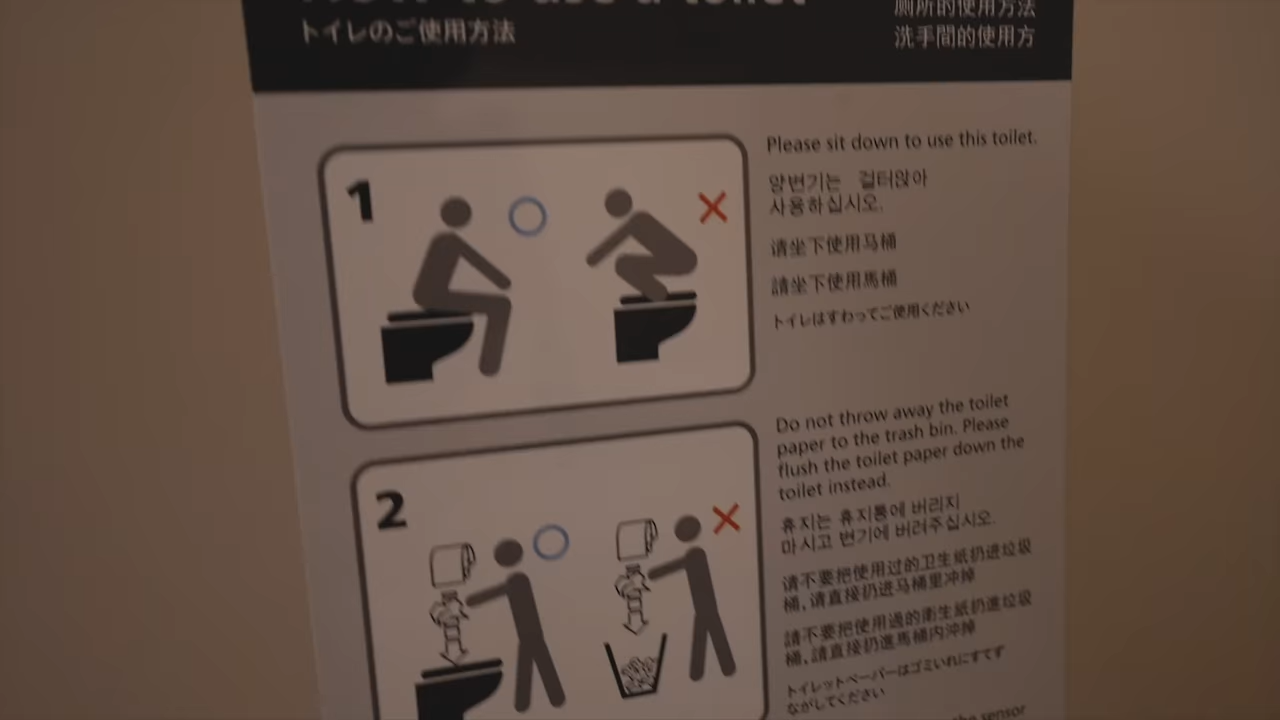 to use a toilet
トイレのご使用方法
厕所的使用方法
洗手間的使用方
1
Please sit down to use this toilet.
양변기는 걸터앉아
사용하십시오.
请坐下使用马桶
請坐下使用馬桶
トイレはすわってご使用ください
2
Do not throw away the toilet
paper to the trash bin. Please
flush the toilet paper down the
toilet instead.
휴지는 휴지통에 버리지
마시고 변기에 버려주십시오.
请不要把使用过的卫生纸扔进垃圾
桶,请直接扔进马桶里冲掉
請不要把使用過的衛生紙扔進垃圾
桶,請直接扔進馬桶内沖掉
トイレットペーパーはゴミいれにすてず
ながしてください
the sensor